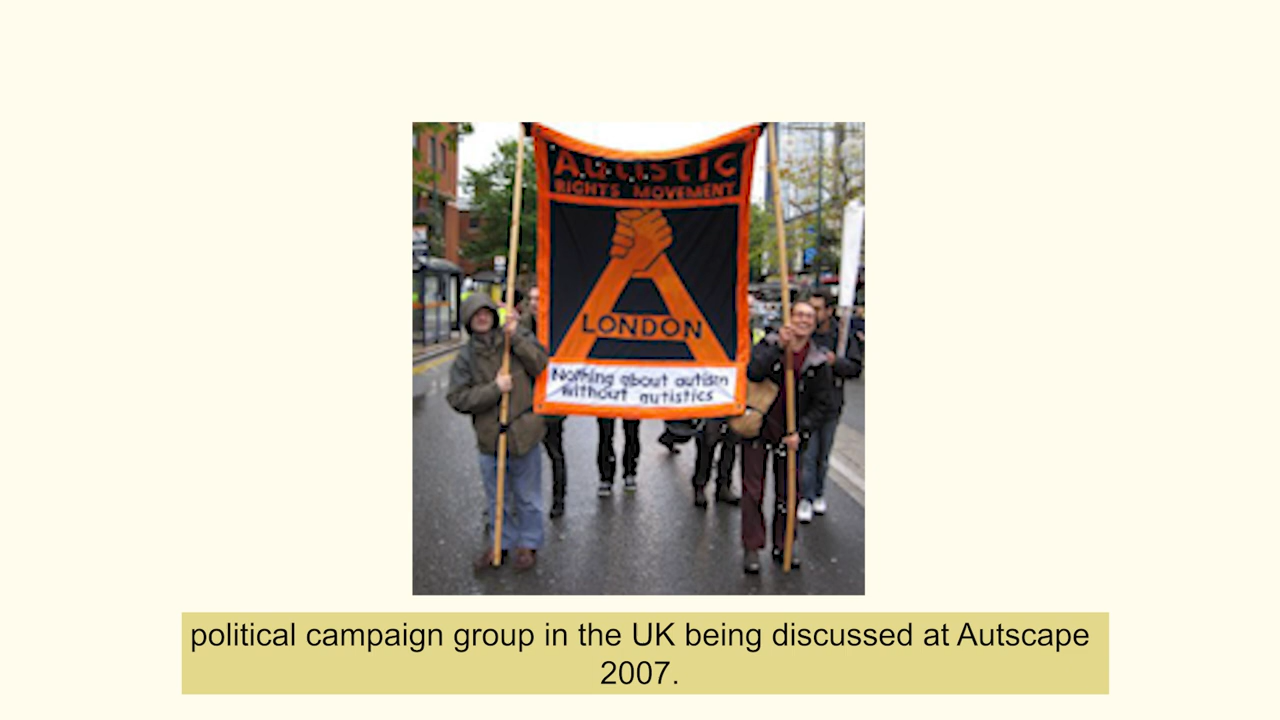 AUtistic
RIGHTS MOVEMENT
LONDON
Nothing about autism
without autistics
political campaign group in the UK being discussed at Autscape
2007.